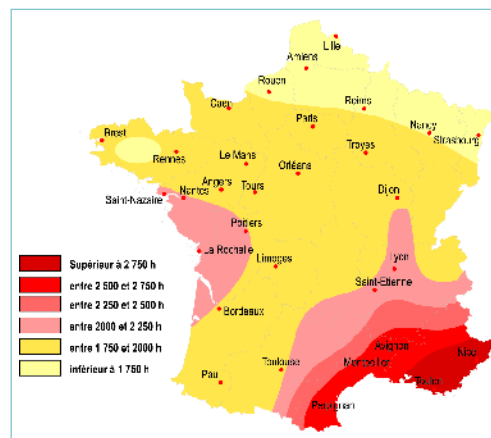 Lille
Amiens
Rouen
Caen
Reims
Paris
Nancy
Strasbourg
Brest
Rennes
Le Mans
Troyes
Orléans
Angers
Tours
Nantes
Saint-Nazaire
Dijon
Poitiers
La Rochelle
Limoges
Lyon
Saint-Etienne
Bordeaux
Toulouse
Pau
Avignon
Montpellier
Nice
Toulon
Perpignan
Supérieur à 2 750 h
entre 2 500 et 2 750 h
entre 2 250 et 2 500 h
entre 2000 et 2 250 h
entre 1 750 et 2000 h
inférieur à 1 750 h